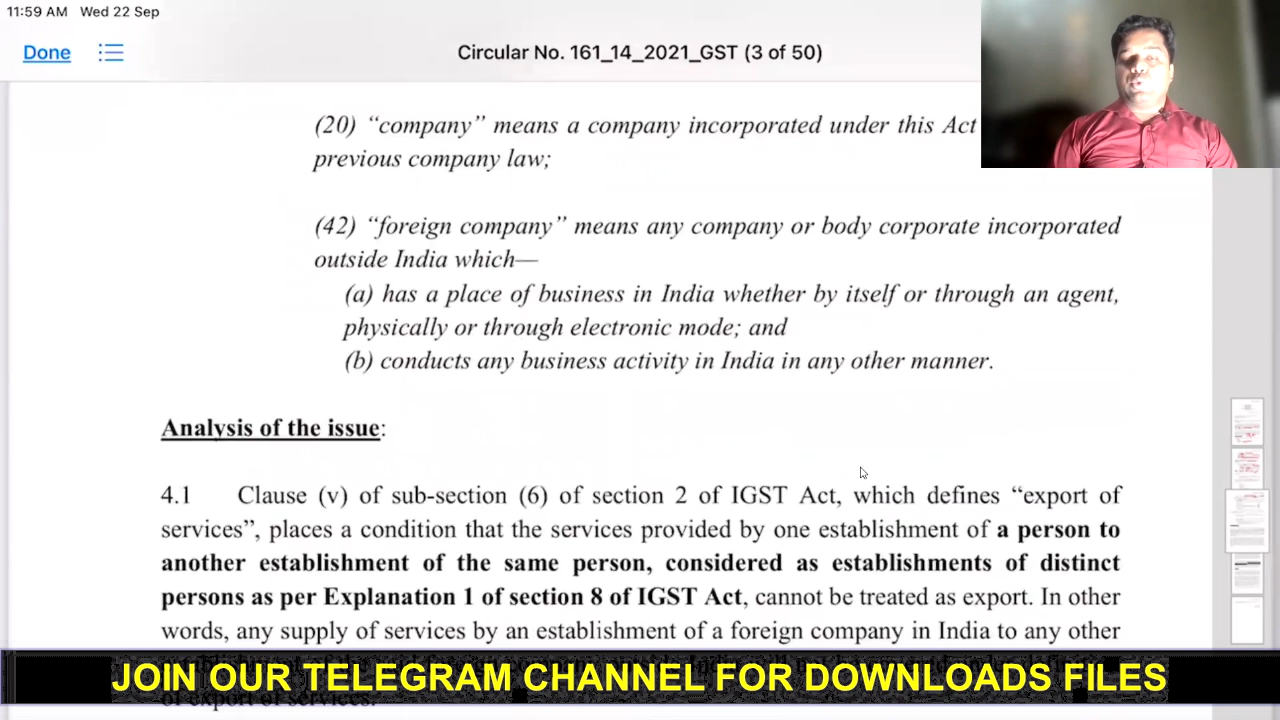 11:59 AM Wed 22 Sep
Done
Circular No. 161_14_2021_GST (3 of 50)
(20) “company” means a company incorporated under this Act
previous company law;
(42) “foreign company” means any company or body corporate incorporated
outside India which—
(a) has a place of business in India whether by itself or through an agent,
physically or through electronic mode; and
(b) conducts any business activity in India in any other manner.
Analysis of the issue:
4.1 Clause (v) of sub-section (6) of section 2 of IGST Act, which defines “export of
services”, places a condition that the services provided by one establishment of a person to
another establishment of the same person, considered as establishments of distinct
persons as per Explanation 1 of section 8 of IGST Act, cannot be treated as export. In other
words, any supply of services by an establishment of a foreign company in India to any other
JOIN OUR TELEGRAM CHANNEL FOR DOWNLOADS FILES
of export of services.